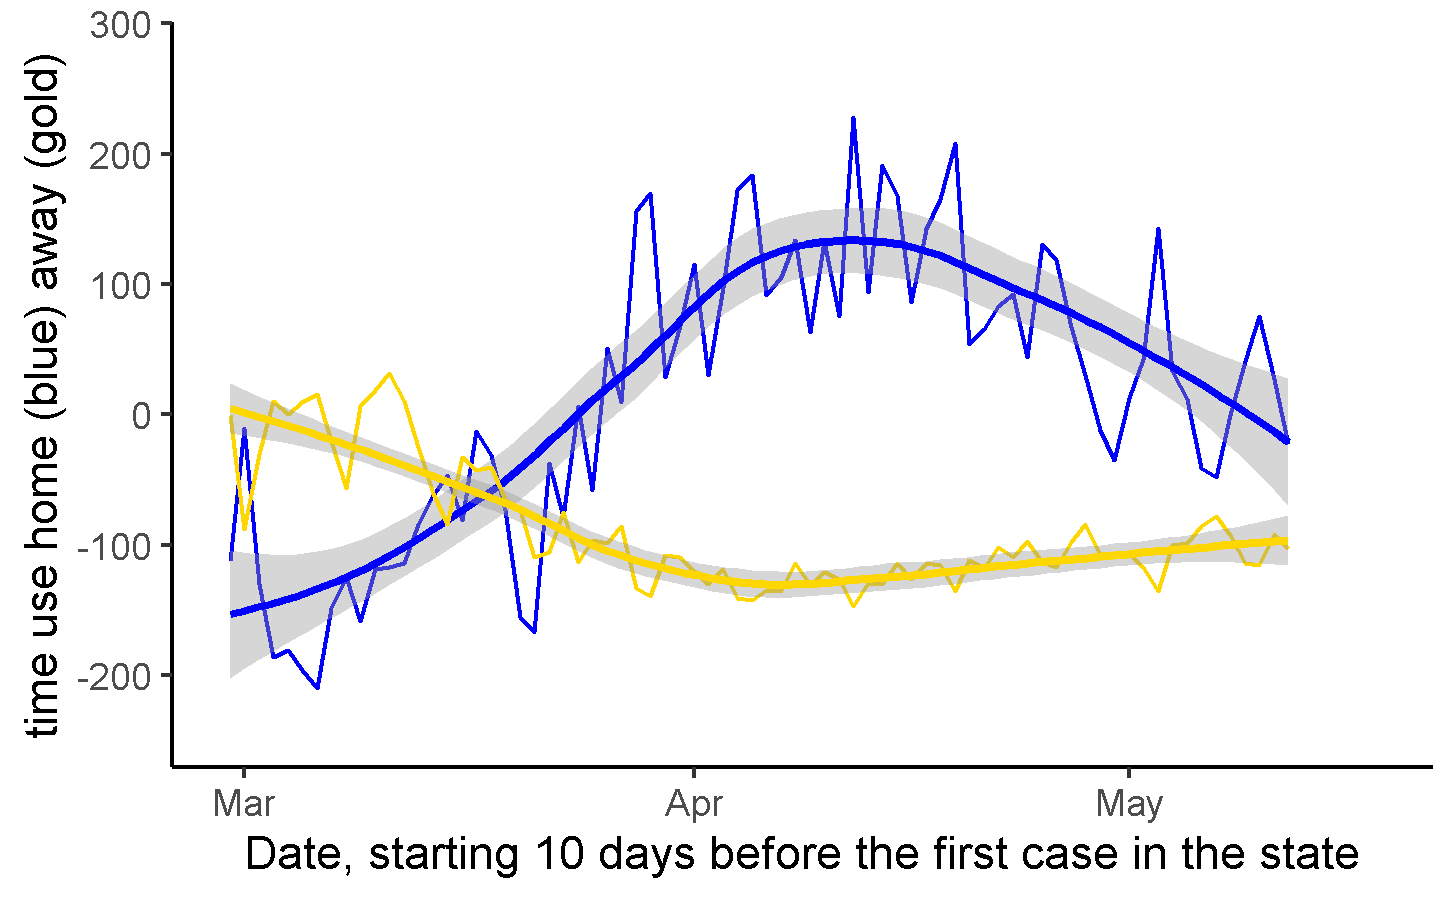 time use home (blue) away (gold)
300
200
100
0
-100
-200
Mar Apr May
Date, starting 10 days before the first case in the state